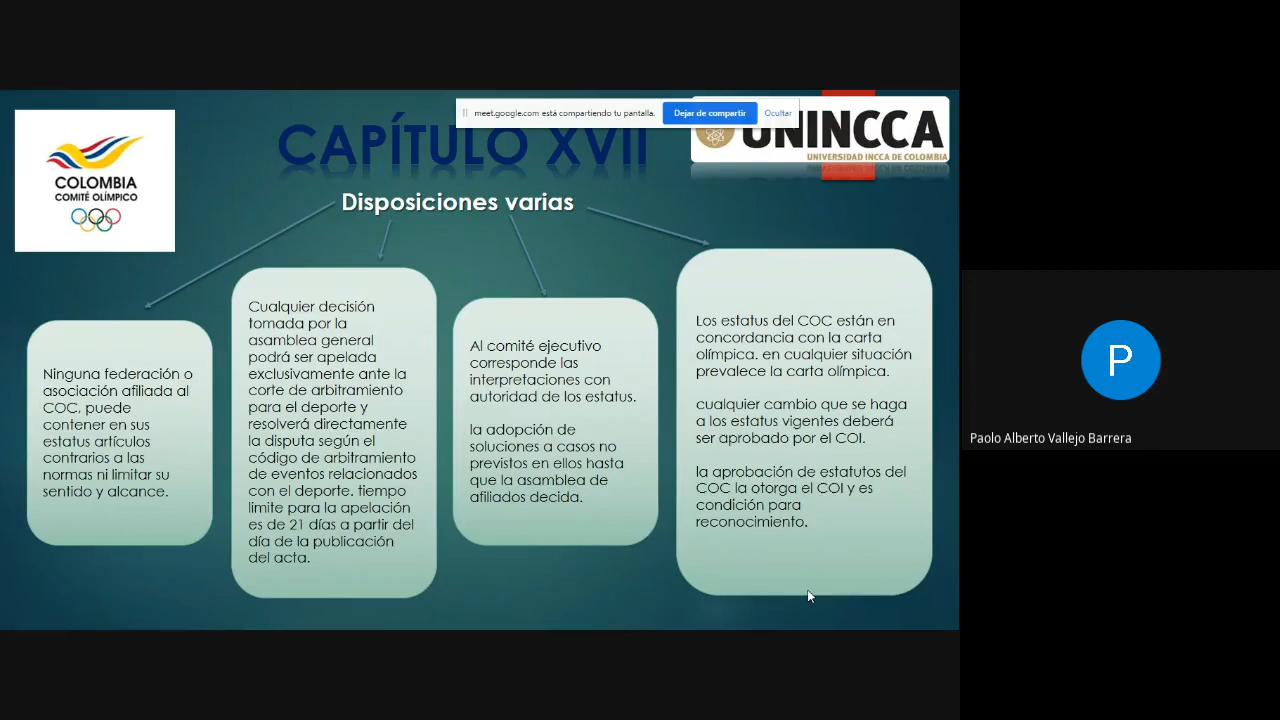 meet.google.com está compartiendo tu pantalla.
Dejar de compartir
Ocultar
COLOMBIA
COMITÉ OLÍMPICO
CAPÍTULO XVII
UNINCCA
UNIVERSIDAD INCCA DE COLOMBIA
Disposiciones varias
Ninguna federación o
asociación afiliada al
COC, puede
contener en sus
estatus artículos
contrarios a las
normas ni limitar su
sentido y alcance.
Cualquier decisión
tomada por la
asamblea general
podrá ser apelada
exclusivamente ante la
corte de arbitramiento
para el deporte y
resolverá directamente
la disputa según el
código de arbitramiento
de eventos relacionados
con el deporte. tiempo
limite para la apelación
es de 21 días a partir del
día de la publicación
del acta.
Al comité ejecutivo
corresponde las
interpretaciones con
autoridad de los estatus.
la adopción de
soluciones a casos no
previstos en ellos hasta
que la asamblea de
afiliados decida.
Los estatus del COC están en
concordancia con la carta
olímpica. en cualquier situación
prevalece la carta olímpica.
cualquier cambio que se haga
a los estatus vigentes deberá
ser aprobado por el COI.
la aprobación de estatutos del
COC la otorga el COI y es
condición para
reconocimiento.
P
Paolo Alberto Vallejo Barrera